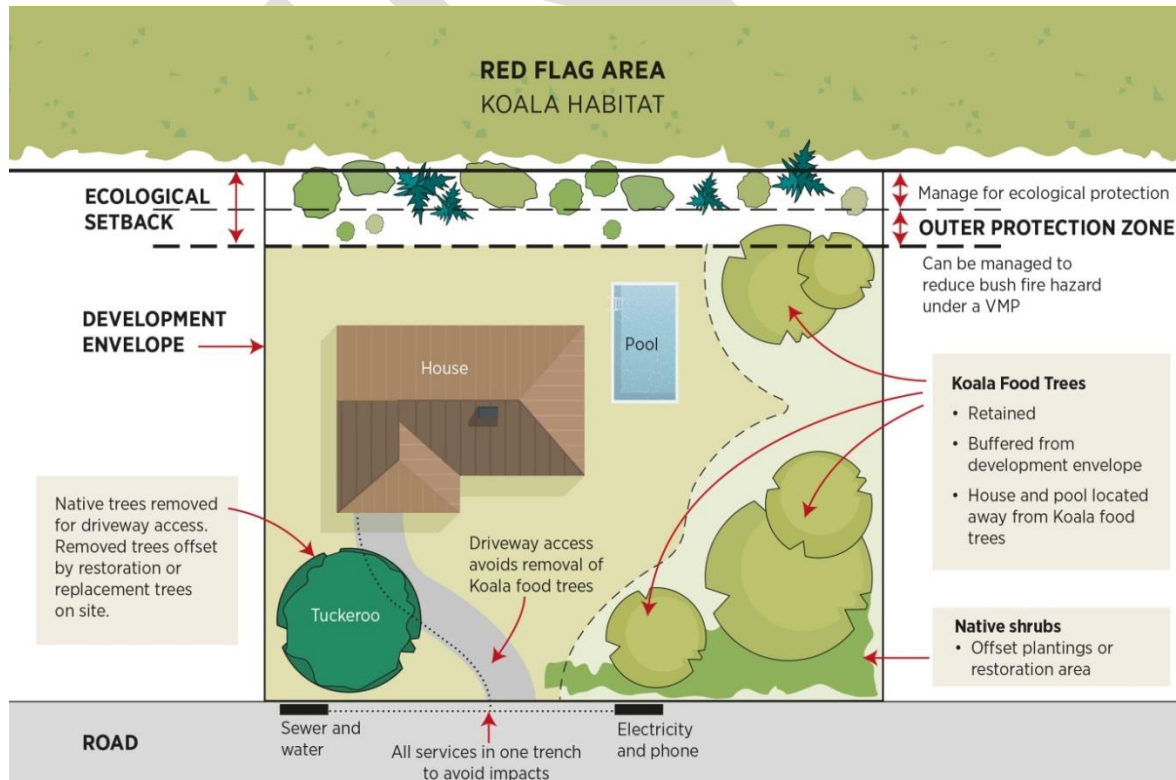 RED FLAG AREA
KOALA HABITAT
ECOLOGICAL
SETBACK
Manage for ecological protection
OUTER PROTECTION ZONE
Can be managed to
reduce bush fire hazard
under a VMP
DEVELOPMENT
ENVELOPE
House
Pool
Koala Food Trees
• Retained
• Buffered from
development envelope
• House and pool located
away from Koala food
trees
Native trees removed
for driveway access.
Removed trees offset
by restoration or
replacement trees
on site.
Driveway access
avoids removal of
Koala food trees
Tuckeroo
Native shrubs
• Offset plantings or
restoration area
ROAD
Sewer and
water
All services in one trench
to avoid impacts
Electricity
and phone